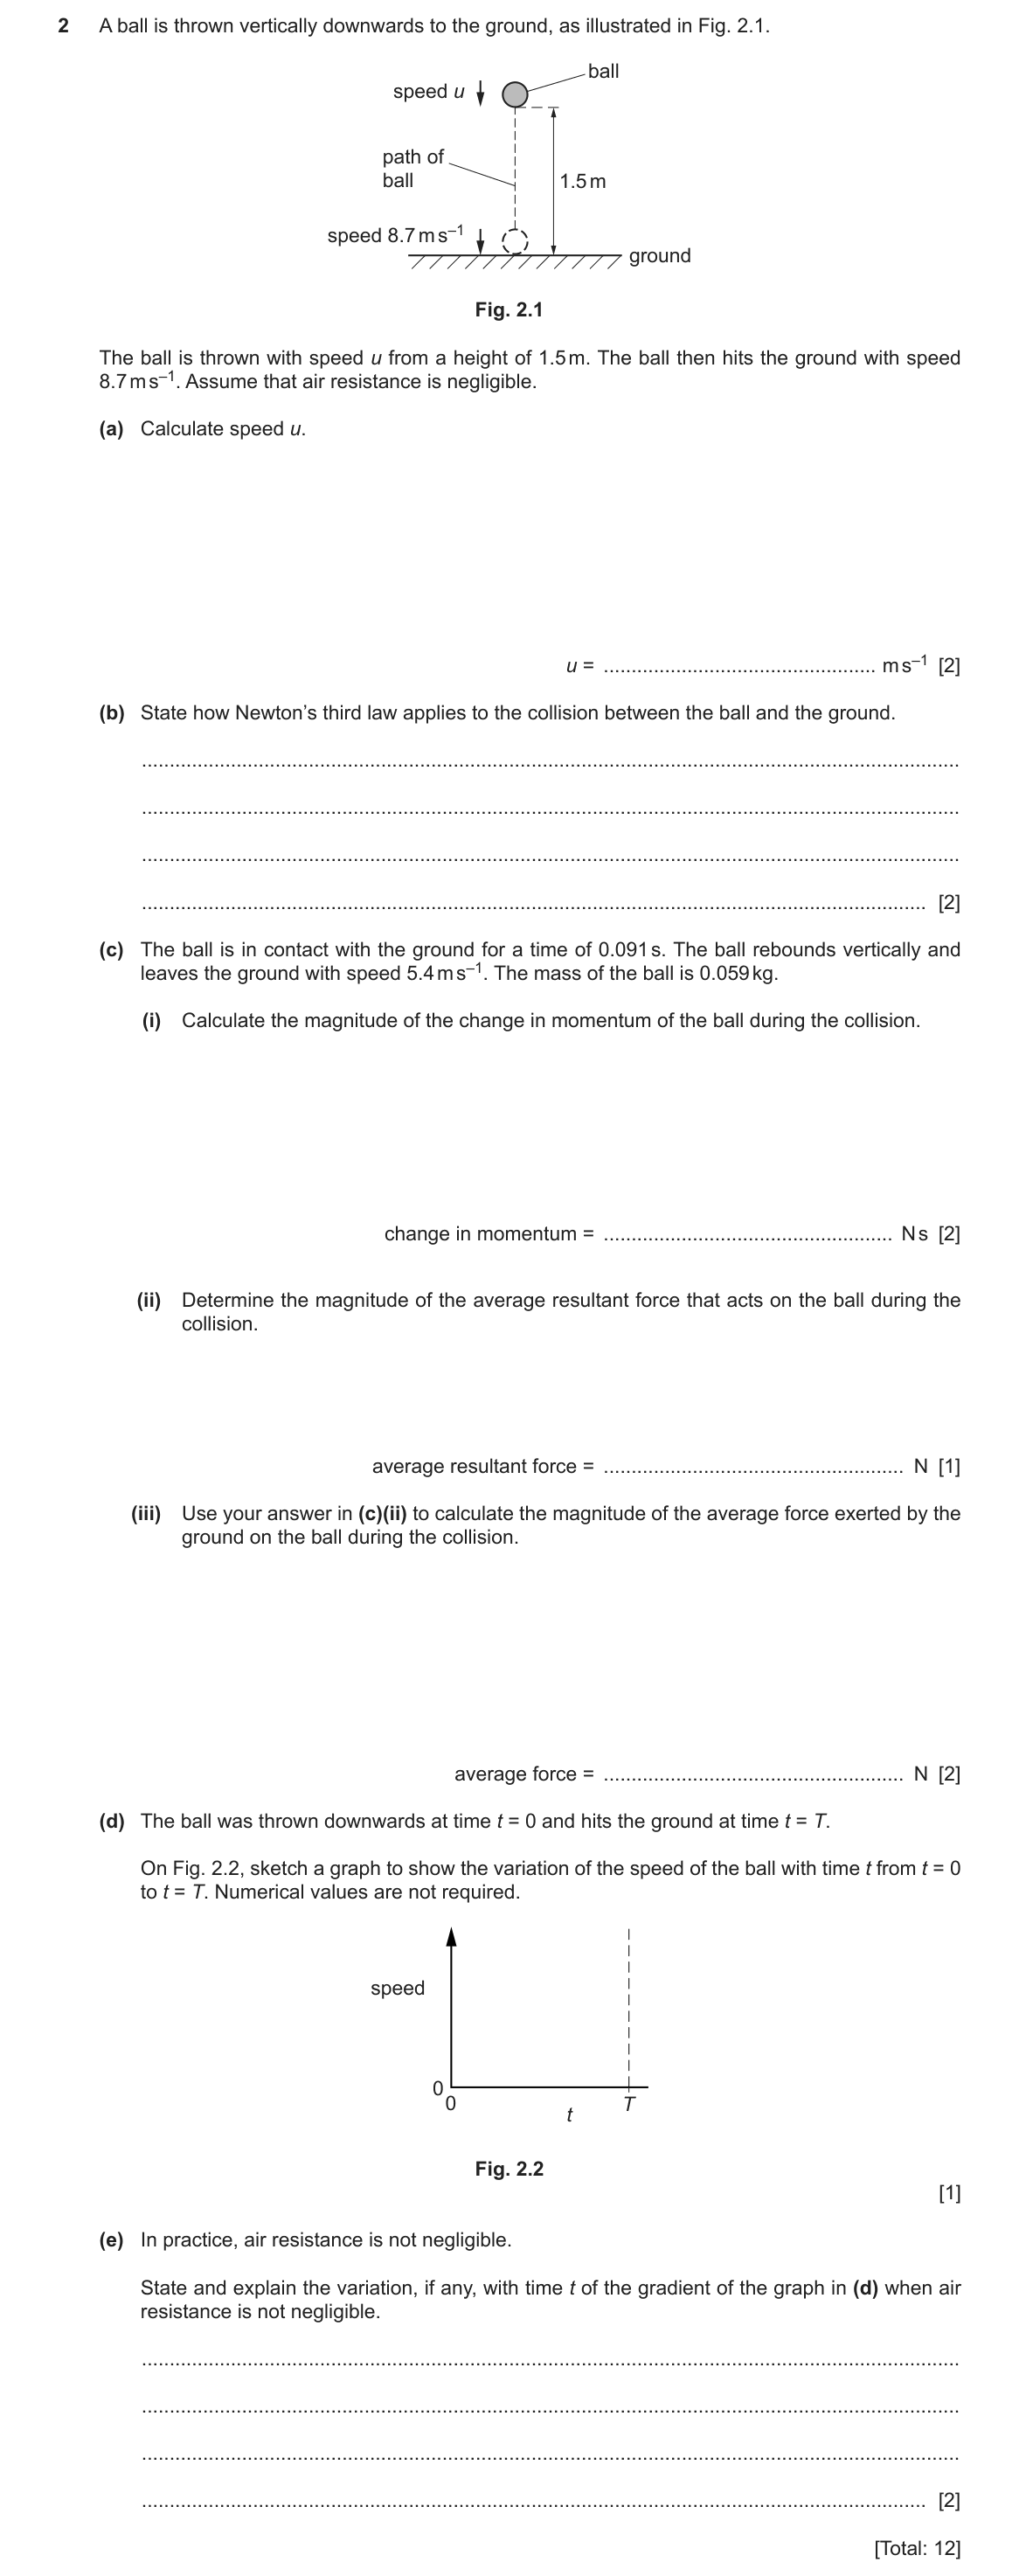 2 A ball is thrown vertically downwards to the ground, as illustrated in Fig. 2.1.
ball
speed u
path of
ball
1.5 m
speed 8.7 m s⁻¹
ground
Fig. 2.1
The ball is thrown with speed u from a height of 1.5 m. The ball then hits the ground with speed
8.7 m s⁻¹. Assume that air resistance is negligible.
(a) Calculate speed u.
u = ................................................. m s⁻¹ [2]
(b) State how Newton's third law applies to the collision between the ball and the ground.
...................................................................................................................................................
...................................................................................................................................................
...................................................................................................................................................
............................................................................................................................................. [2]
(c) The ball is in contact with the ground for a time of 0.091 s. The ball rebounds vertically and
leaves the ground with speed 5.4 m s⁻¹. The mass of the ball is 0.059 kg.
(i) Calculate the magnitude of the change in momentum of the ball during the collision.
change in momentum = .................................................... N s [2]
(ii) Determine the magnitude of the average resultant force that acts on the ball during the
collision.
average resultant force = ...................................................... N [1]
(iii) Use your answer in (c)(ii) to calculate the magnitude of the average force exerted by the
ground on the ball during the collision.
average force = ...................................................... N [2]
(d) The ball was thrown downwards at time t = 0 and hits the ground at time t = T.
On Fig. 2.2, sketch a graph to show the variation of the speed of the ball with time t from t = 0
to t = T. Numerical values are not required.
speed
0
0
T
t
Fig. 2.2
[1]
(e) In practice, air resistance is not negligible.
State and explain the variation, if any, with time t of the gradient of the graph in (d) when air
resistance is not negligible.
...................................................................................................................................................
...................................................................................................................................................
...................................................................................................................................................
............................................................................................................................................. [2]
[Total: 12]